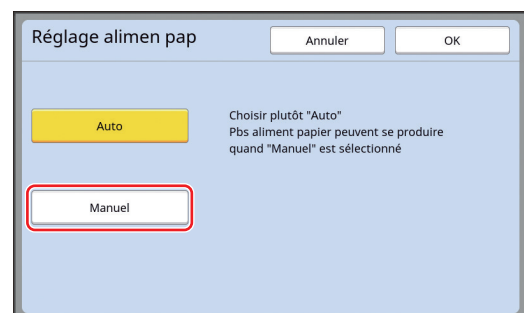 Réglage alimen pap
Annuler
OK
Auto
Choisir plutôt "Auto"
Pbs aliment papier peuvent se produire
quand "Manuel" est sélectionné
Manuel